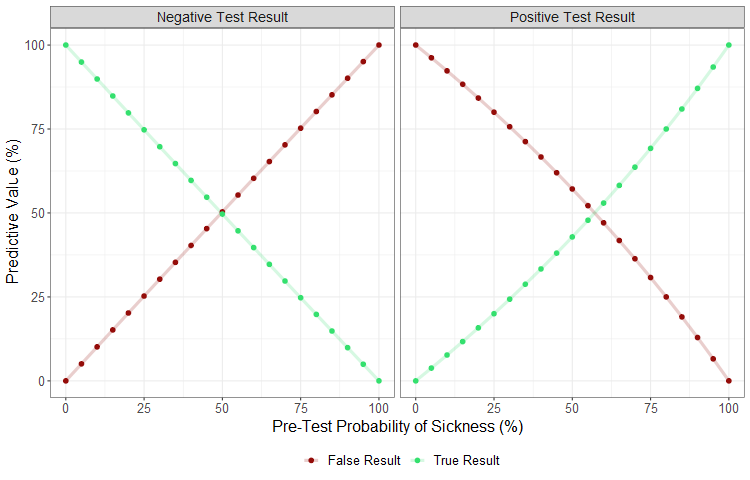 Negative Test Result
Positive Test Result
Predictive Value (%)
100
75
50
25
0
0 25 50 75 100
0 25 50 75 100
Pre-Test Probability of Sickness (%)
False Result
True Result